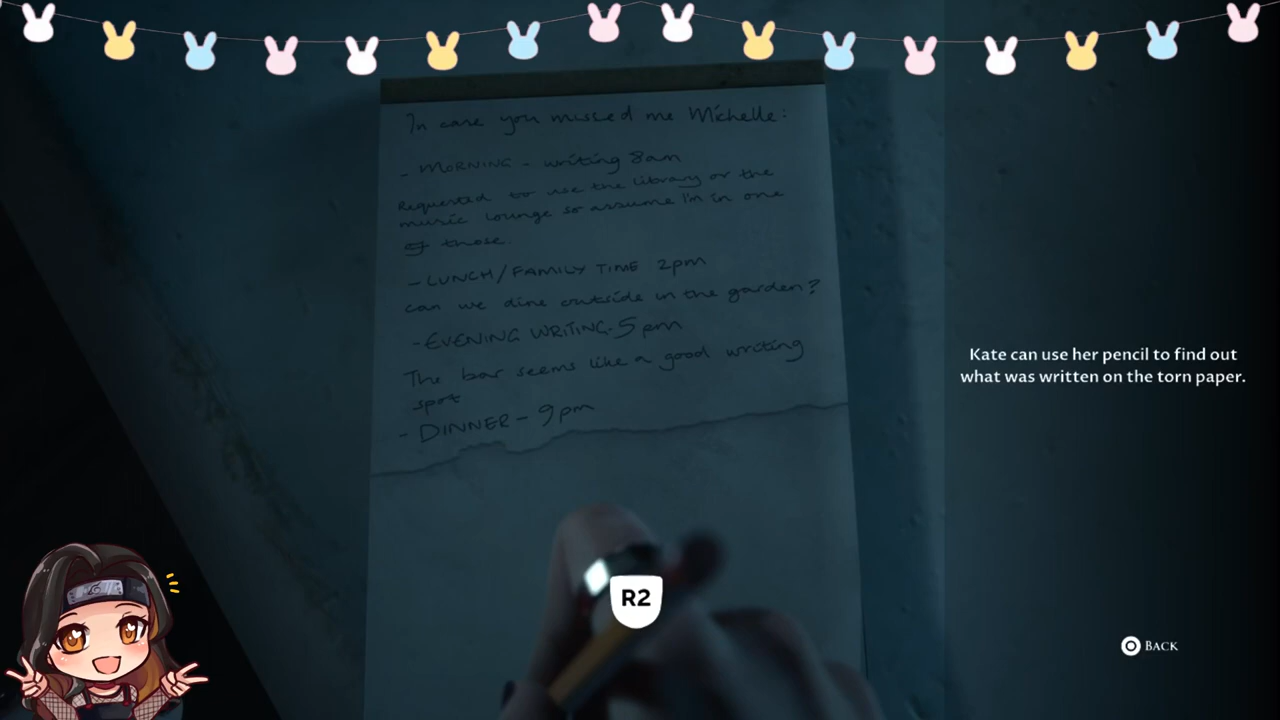 In case you missed me Michelle:
- MORNING - writing 8am
Requested to use the library or the
music lounge so assume I'm in one
of those.
- LUNCH/FAMILY TIME 2pm
can we dine outside in the garden?
- EVENING WRITING - 5pm
The bar seems like a good writing
spot
- DINNER - 9pm
Kate can use her pencil to find out
what was written on the torn paper.
R2
BACK